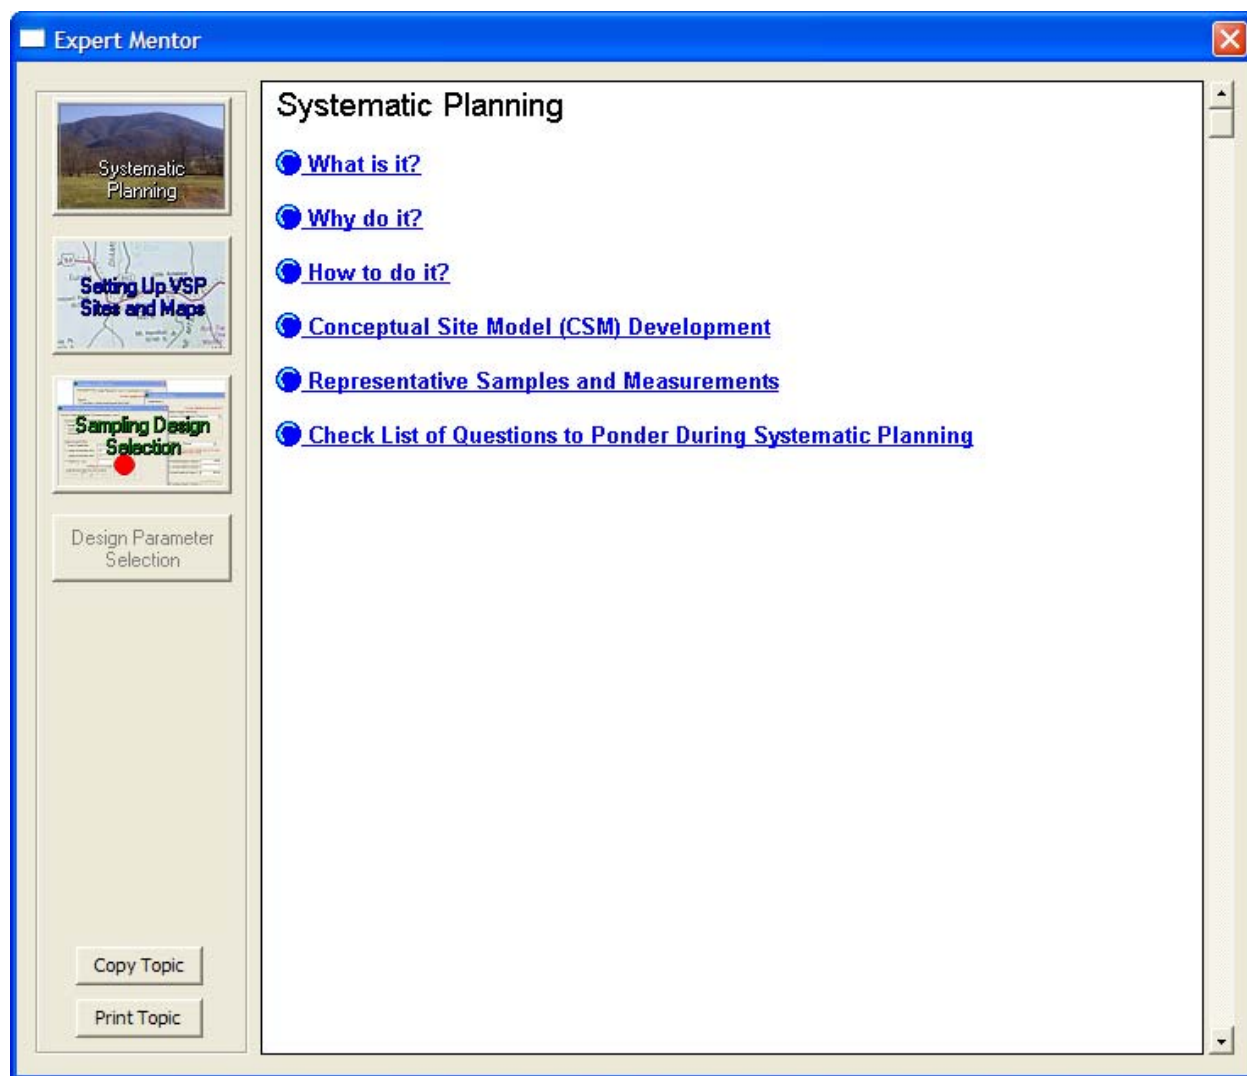 Expert Mentor
Systematic
Planning
Setting Up VSP
Sites and Maps
Sampling Design
Selection
Design Parameter
Selection
Copy Topic
Print Topic
Systematic Planning
What is it?
Why do it?
How to do it?
Conceptual Site Model (CSM) Development
Representative Samples and Measurements
Check List of Questions to Ponder During Systematic Planning